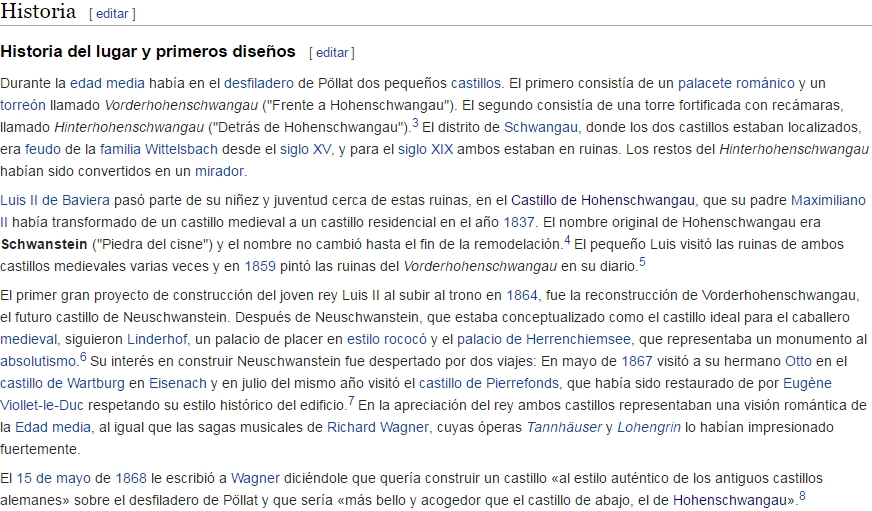 Historia [ editar ]
Historia del lugar y primeros diseños [ editar ]
Durante la edad media había en el desfiladero de Pöllat dos pequeños castillos. El primero consistía de un palacete románico y un
torreón llamado Vorderhohenschwangau ("Frente a Hohenschwangau"). El segundo consistía de una torre fortificada con recámaras,
llamado Hinterhohenschwangau ("Detrás de Hohenschwangau").3 El distrito de Schwangau, donde los dos castillos estaban localizados,
era feudo de la familia Wittelsbach desde el siglo XV, y para el siglo XIX ambos estaban en ruinas. Los restos del Hinterhohenschwangau
habían sido convertidos en un mirador.
Luis II de Baviera pasó parte de su niñez y juventud cerca de estas ruinas, en el Castillo de Hohenschwangau, que su padre Maximiliano
II había transformado de un castillo medieval a un castillo residencial en el año 1837. El nombre original de Hohenschwangau era
Schwanstein ("Piedra del cisne") y el nombre no cambió hasta el fin de la remodelación.4 El pequeño Luis visitó las ruinas de ambos
castillos medievales varias veces y en 1859 pintó las ruinas del Vorderhohenschwangau en su diario.5
El primer gran proyecto de construcción del joven rey Luis II al subir al trono en 1864, fue la reconstrucción de Vorderhohenschwangau,
el futuro castillo de Neuschwanstein. Después de Neuschwanstein, que estaba conceptualizado como el castillo ideal para el caballero
medieval, siguieron Linderhof, un palacio de placer en estilo rococó y el palacio de Herrenchiemsee, que representaba un monumento al
absolutismo.6 Su interés en construir Neuschwanstein fue despertado por dos viajes: En mayo de 1867 visitó a su hermano Otto en el
castillo de Wartburg en Eisenach y en julio del mismo año visitó el castillo de Pierrefonds, que había sido restaurado de por Eugène
Viollet-le-Duc respetando su estilo histórico del edificio.7 En la apreciación del rey ambos castillos representaban una visión romántica de
la Edad media, al igual que las sagas musicales de Richard Wagner, cuyas óperas Tannhäuser y Lohengrin lo habían impresionado
fuertemente.
El 15 de mayo de 1868 le escribió a Wagner diciéndole que quería construir un castillo «al estilo auténtico de los antiguos castillos
alemanes» sobre el desfiladero de Pöllat y que sería «más bello y acogedor que el castillo de abajo, el de Hohenschwangau».8